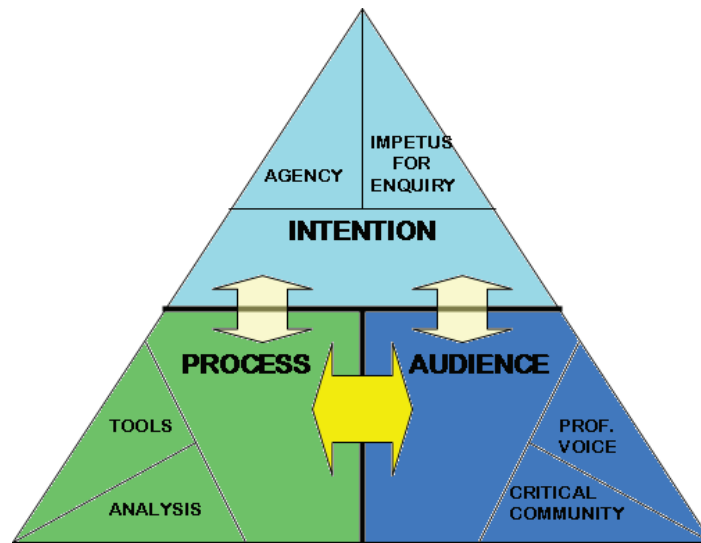 AGENCY
IMPETUS
FOR
ENQUIRY
INTENTION
PROCESS
AUDIENCE
TOOLS
ANALYSIS
PROF.
VOICE
CRITICAL
COMMUNITY